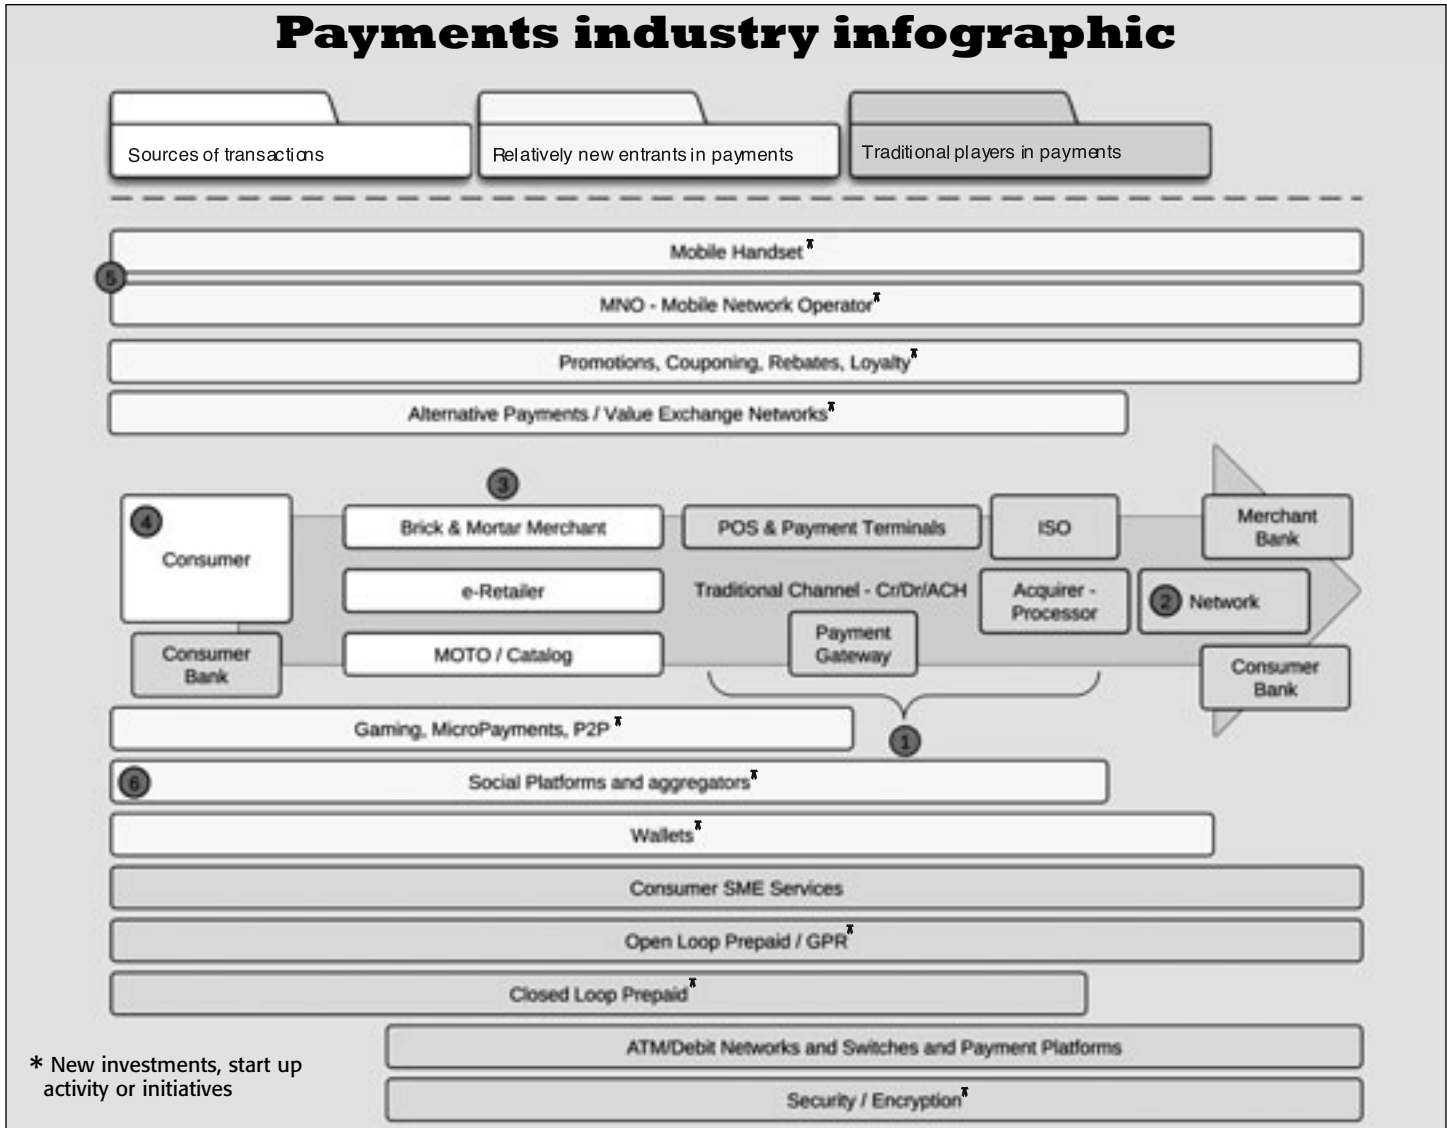 Payments industry infographic
Sources of transactions
Relatively new entrants in payments
Traditional players in payments
Mobile Handset*
5
MNO - Mobile Network Operator*
Promotions, Couponing, Rebates, Loyalty*
Alternative Payments / Value Exchange Networks*
3
4
Consumer
Brick & Mortar Merchant
POS & Payment Terminals
ISO
Merchant
Bank
e-Retailer
Traditional Channel - Cr/Dr/ACH
Acquirer -
Processor
2
Network
Consumer
Bank
MOTO / Catalog
Payment
Gateway
Consumer
Bank
Gaming, MicroPayments, P2P *
1
6
Social Platforms and aggregators*
Wallets*
Consumer SME Services
Open Loop Prepaid / GPR*
Closed Loop Prepaid*
ATM/Debit Networks and Switches and Payment Platforms
* New investments, start up
activity or initiatives
Security / Encryption*